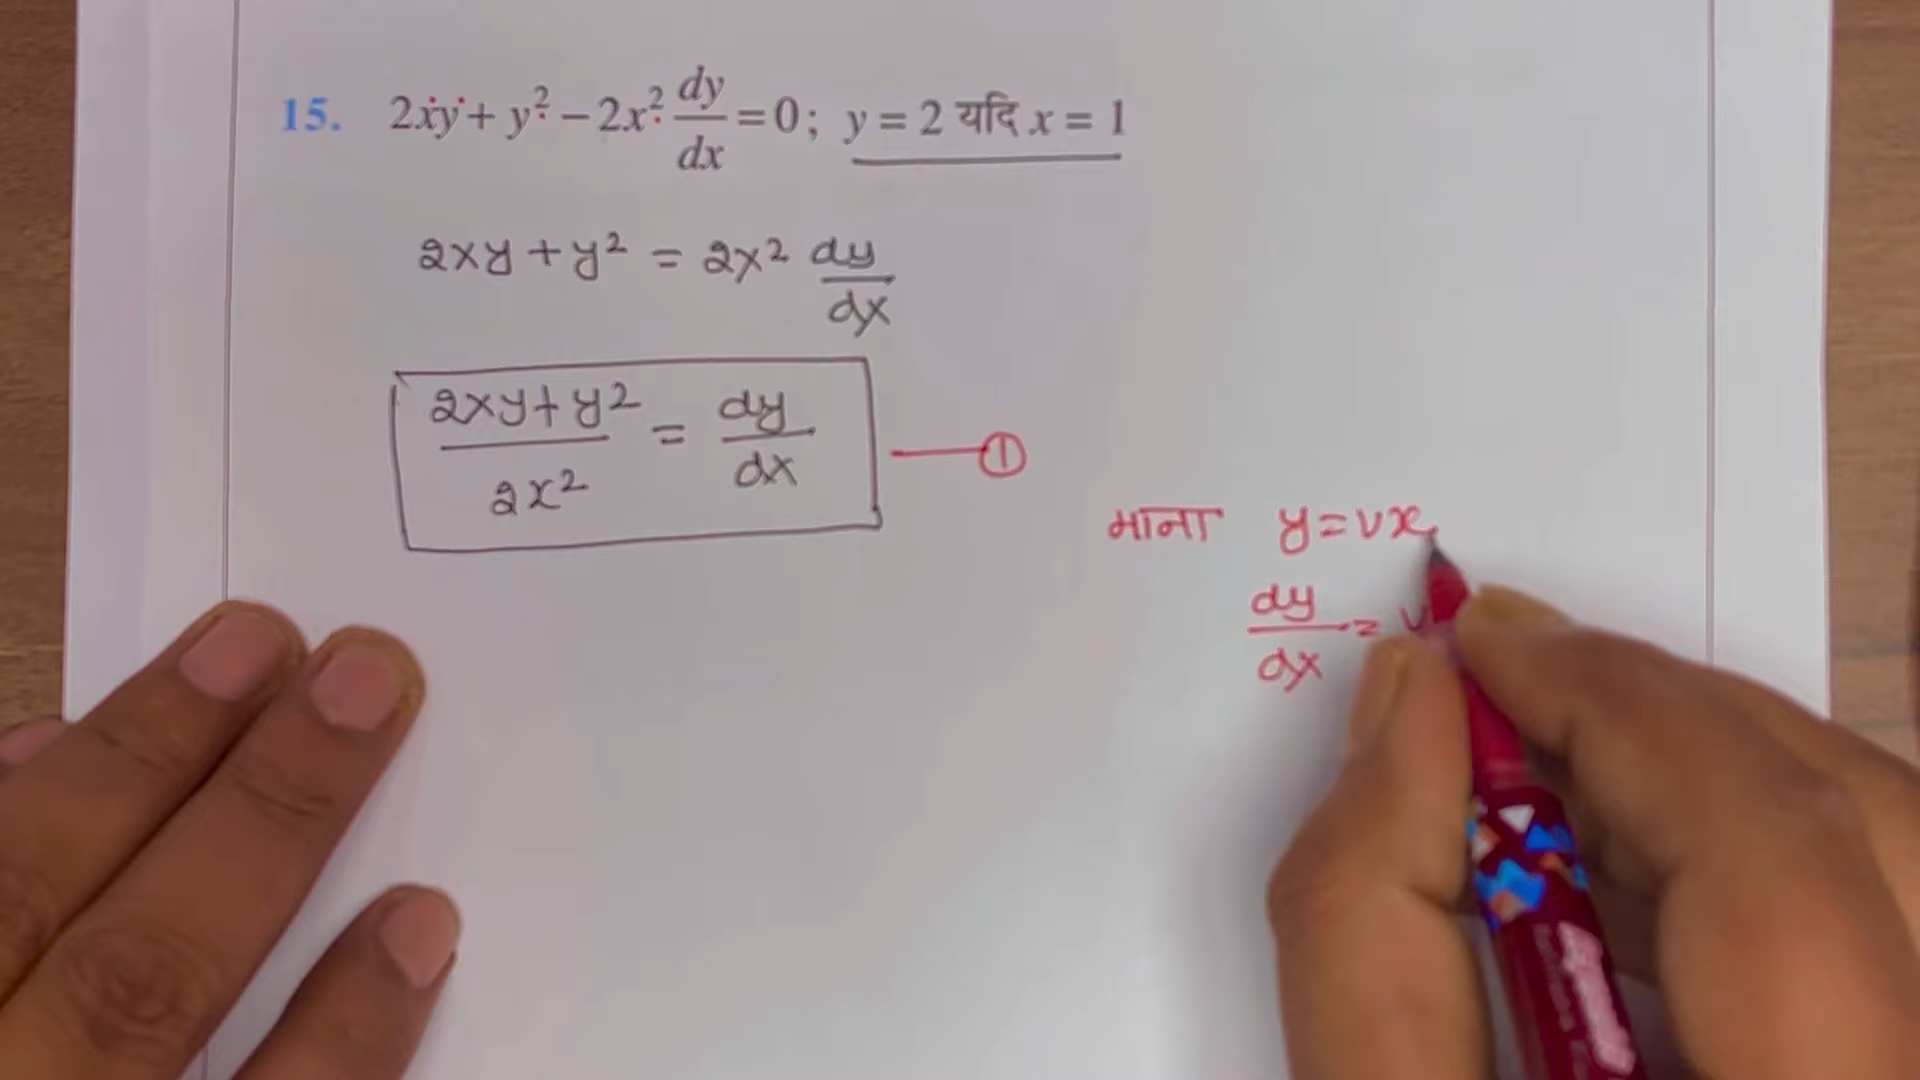 15. 2xy + y² − 2x² dy/dx = 0; y = 2 यदि x = 1
2xy + y² = 2x² dy/dx
(2xy + y²)/(2x²) = dy/dx — ①
माना y = vx
dy/dx = v